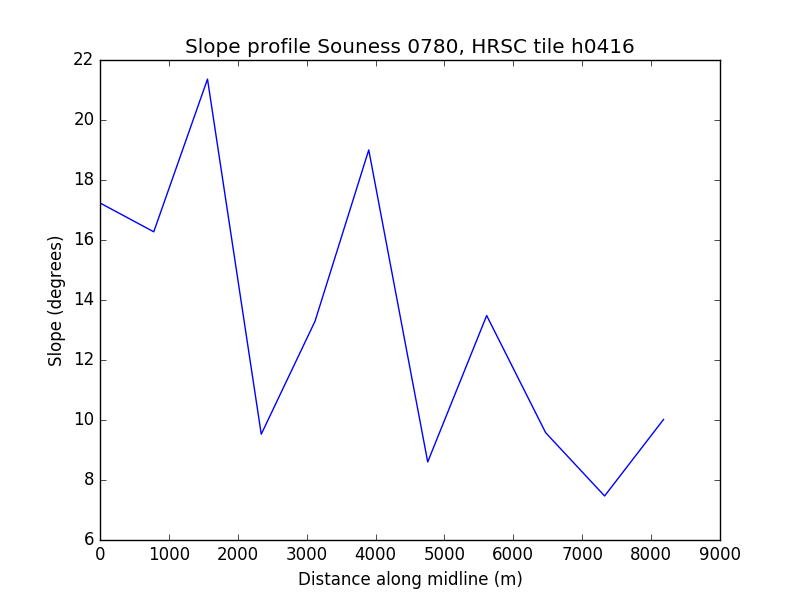 Slope profile Souness 0780, HRSC tile h0416
22
20
18
16
14
12
10
8
6
Slope (degrees)
0 1000 2000 3000 4000 5000 6000 7000 8000 9000
Distance along midline (m)